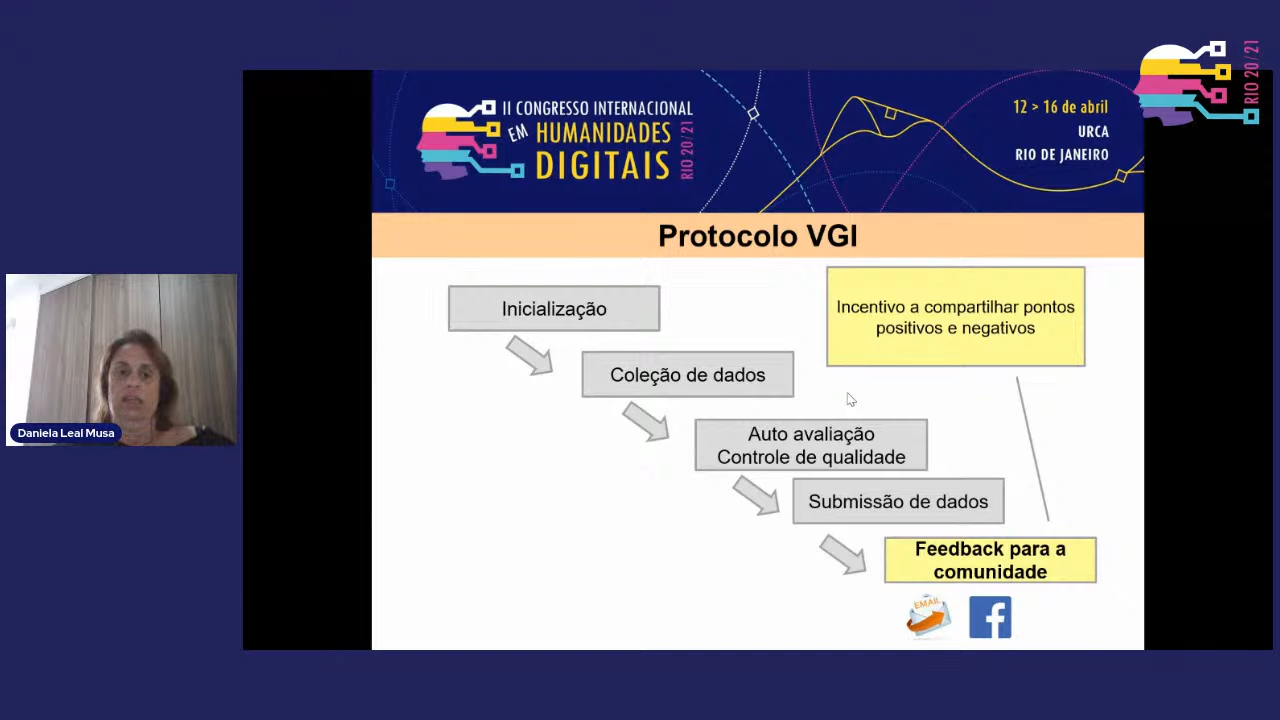 II CONGRESSO INTERNACIONAL
EM HUMANIDADES
DIGITAIS
RIO 20/21
12 > 16 de abril
URCA
RIO DE JANEIRO
RIO 20/21
Protocolo VGI
Inicialização
Incentivo a compartilhar pontos
positivos e negativos
Coleção de dados
Auto avaliação
Controle de qualidade
Daniela Leal Musa
Submissão de dados
Feedback para a
comunidade
EMAIL